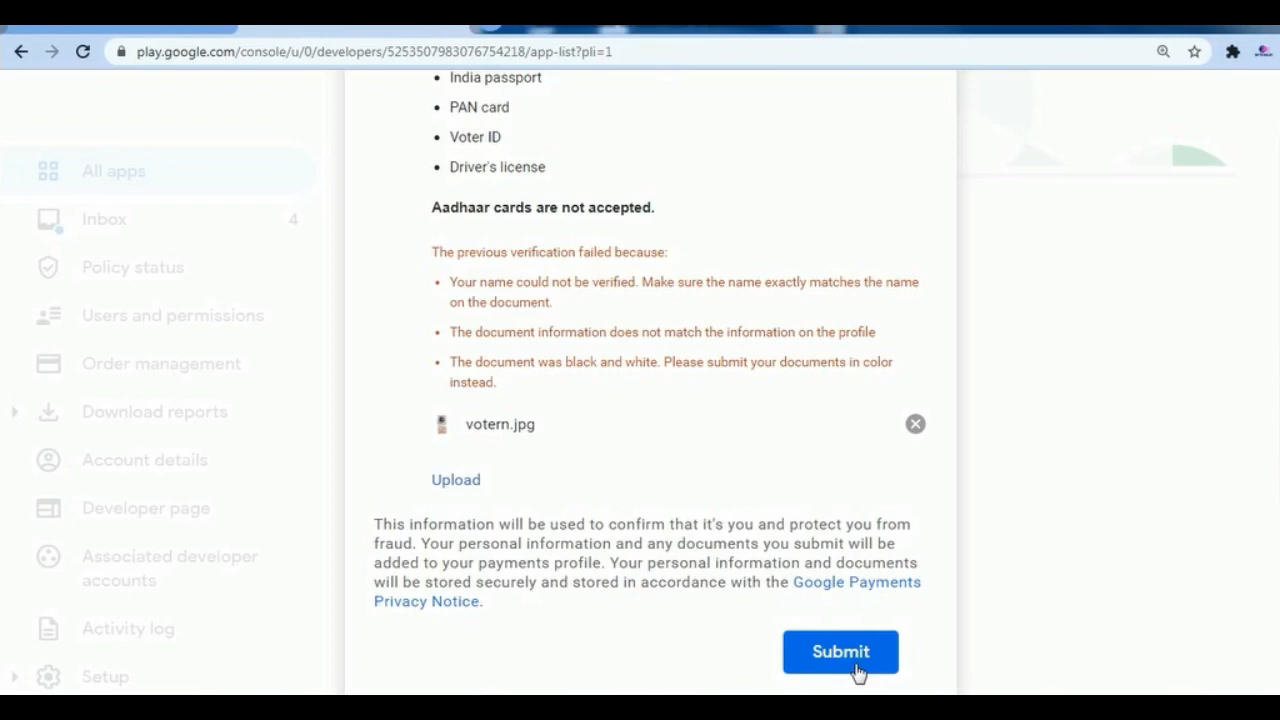 play.google.com/console/u/0/developers/5253507983076754218/app-list?pli=1
India passport
PAN card
Voter ID
Driver's license
Aadhaar cards are not accepted.
The previous verification failed because:
Your name could not be verified. Make sure the name exactly matches the name
on the document.
The document information does not match the information on the profile
The document was black and white. Please submit your documents in color
instead.
votern.jpg
Upload
This information will be used to confirm that it's you and protect you from
fraud. Your personal information and any documents you submit will be
added to your payments profile. Your personal information and documents
will be stored securely and stored in accordance with the Google Payments
Privacy Notice.
Submit
All apps
Inbox 4
Policy status
Users and permissions
Order management
Download reports
Account details
Developer page
Associated developer
accounts
Activity log
Setup